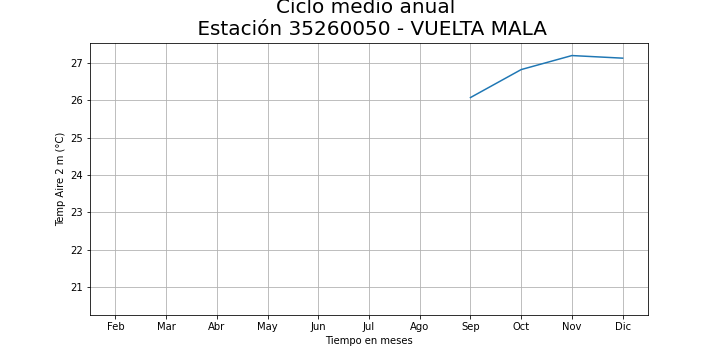 Ciclo medio anual
Estación 35260050 - VUELTA MALA
27
26
25
24
23
22
21
Temp Aire 2 m (°C)
Feb Mar Abr May Jun Jul Ago Sep Oct Nov Dic
Tiempo en meses